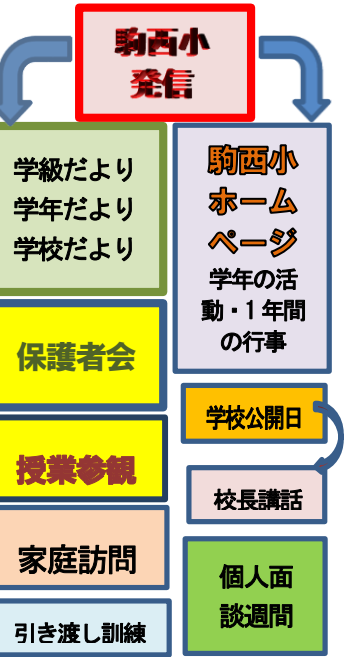 駒西小
発信
学級だより
学年だより
学校だより
保護者会
授業参観
家庭訪問
引き渡し訓練
駒西小
ホーム
ページ
学年の活
動・1年間
の行事
学校公開日
校長講話
個人面
談週間